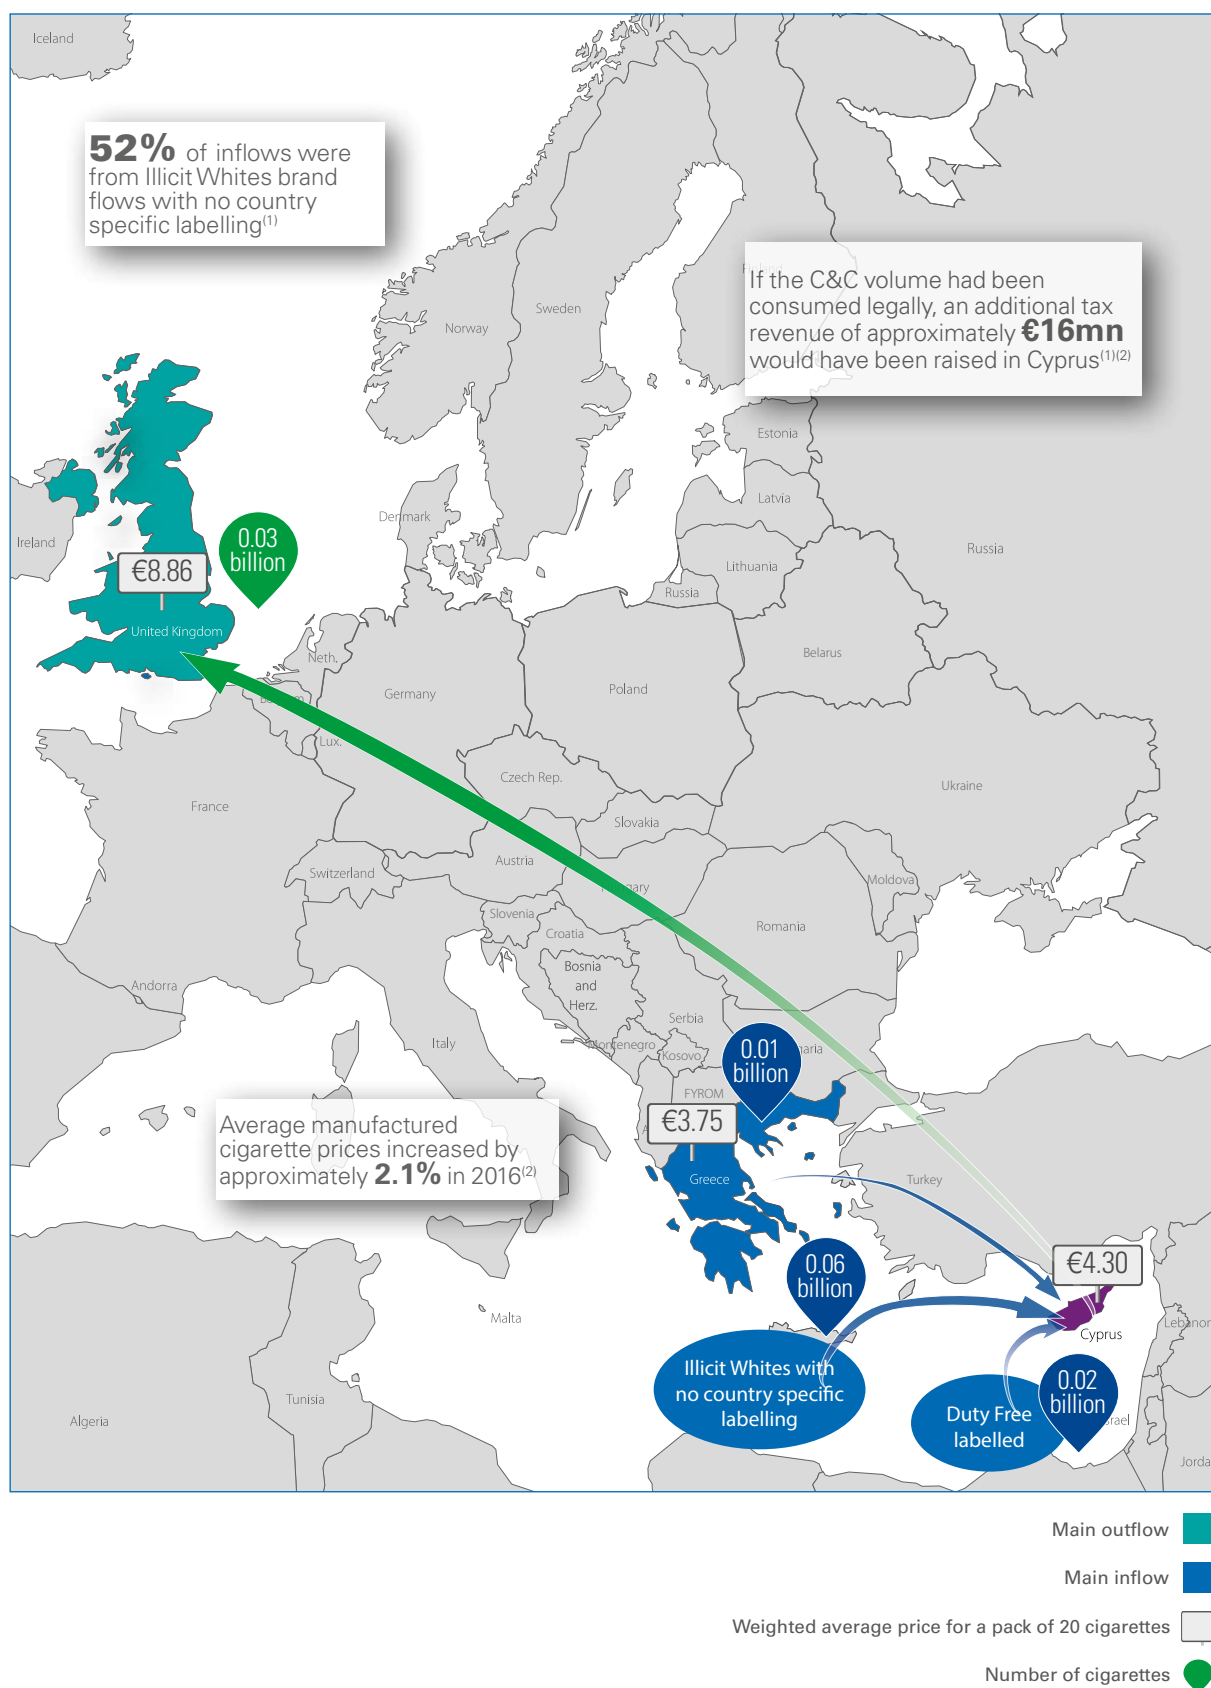 Iceland
52% of inflows were
from Illicit Whites brand
flows with no country
specific labelling(1)
If the C&C volume had been
consumed legally, an additional tax
revenue of approximately €16mn
would have been raised in Cyprus(1)(2)
Sweden
Norway
Estonia
Latvia
Denmark
Ireland
0.03
billion
€8.86
Russia
Lithuania
Russia
United Kingdom
Neth.
Belarus
Poland
Germany
Lux.
Czech Rep.
Ukraine
France
Slovakia
Austria
Switzerland
Moldova
Hungary
Slovenia
Romania
Croatia
Bosnia
and
Herz.
Andorra
Serbia
Italy
Montenegro
Kosovo
0.01
billion
garia
FYROM
€3.75
Average manufactured
cigarette prices increased by
approximately 2.1% in 2016(2)
Greece
Turkey
0.06
billion
€4.30
Malta
Cyprus
Lebanon
Illicit Whites with
no country specific
labelling
0.02
billion
Duty Free
labelled
srael
Tunisia
Algeria
Jorda
Main outflow
Main inflow
Weighted average price for a pack of 20 cigarettes
Number of cigarettes